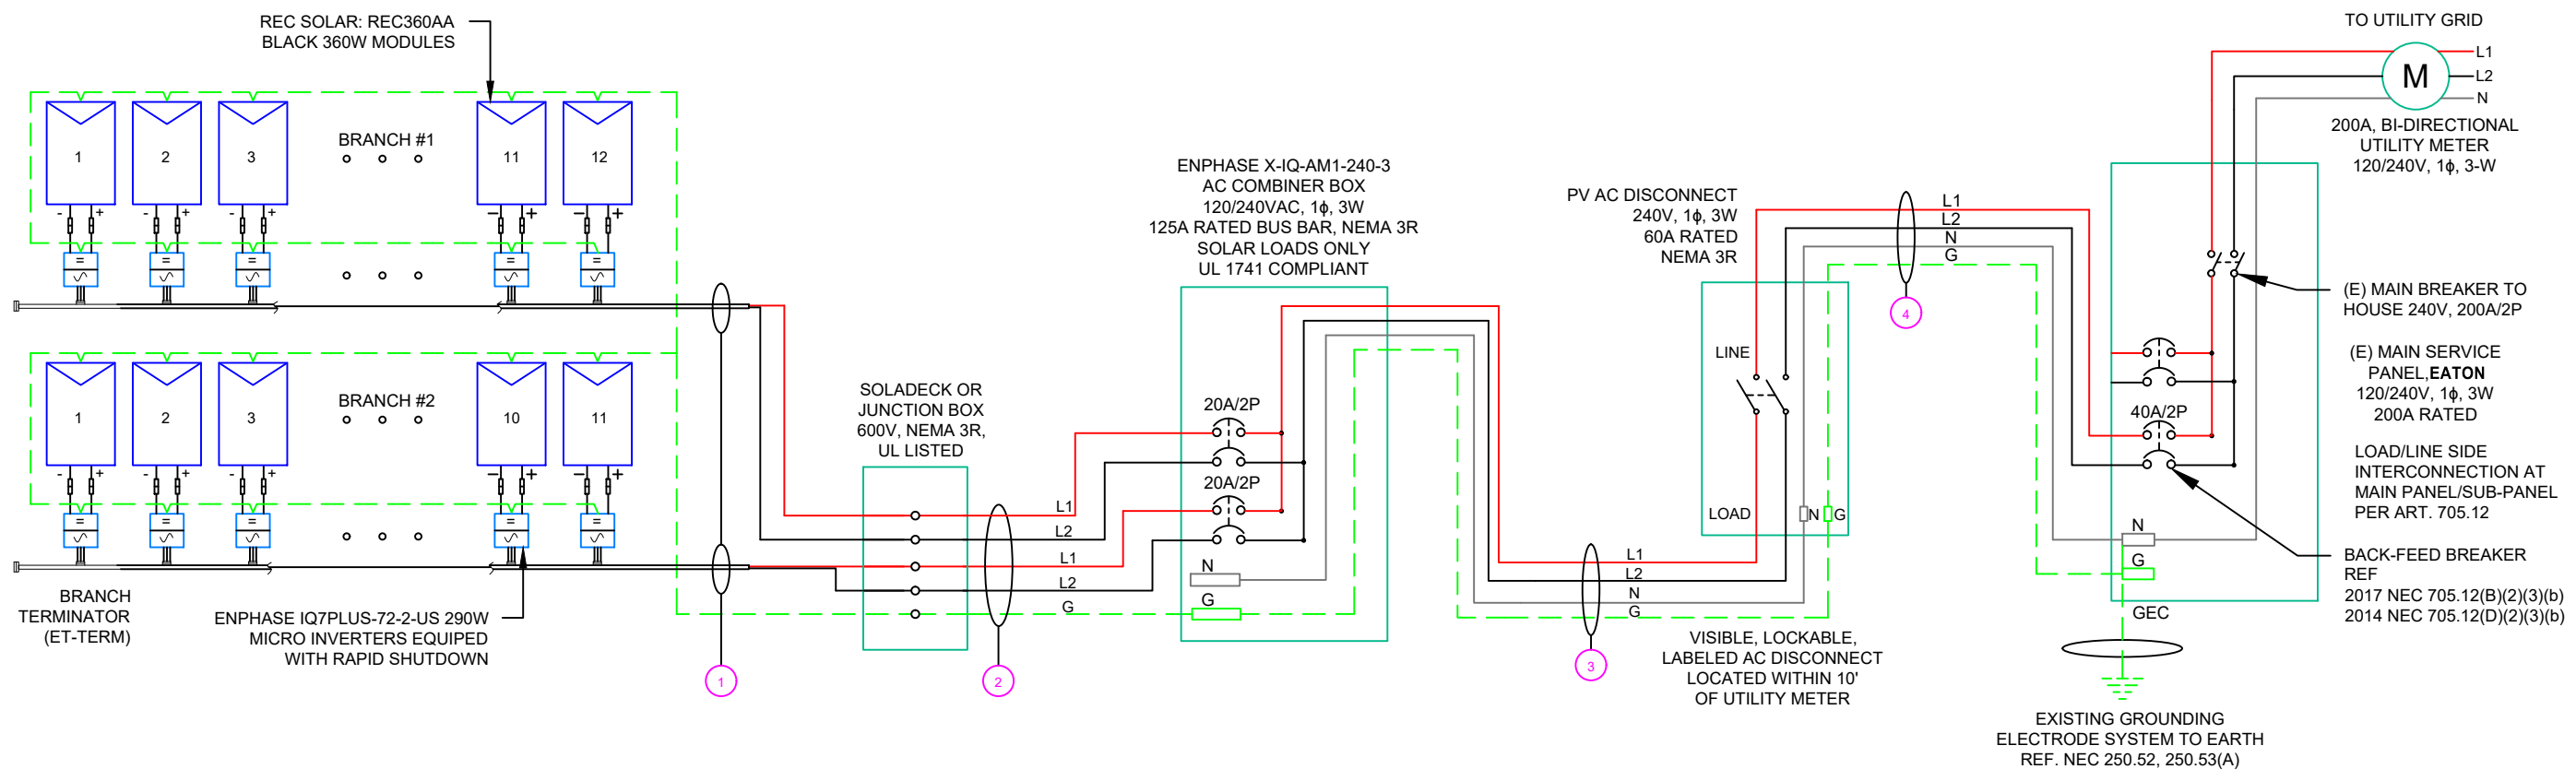 REC SOLAR: REC360AA
BLACK 360W MODULES
BRANCH #1
1
2
3
11
12
- +
- +
- +
- +
- +
BRANCH #2
1
2
3
10
11
- +
- +
- +
- +
- +
BRANCH
TERMINATOR
(ET-TERM)
ENPHASE IQ7PLUS-72-2-US 290W
MICRO INVERTERS EQUIPED
WITH RAPID SHUTDOWN
1
SOLADECK OR
JUNCTION BOX
600V, NEMA 3R,
UL LISTED
L1
L2
L1
L2
G
2
ENPHASE X-IQ-AM1-240-3
AC COMBINER BOX
120/240VAC, 1ϕ, 3W
125A RATED BUS BAR, NEMA 3R
SOLAR LOADS ONLY
UL 1741 COMPLIANT
20A/2P
20A/2P
N
G
L1
L2
N
G
3
PV AC DISCONNECT
240V, 1ϕ, 3W
60A RATED
NEMA 3R
LINE
LOAD
N G
VISIBLE, LOCKABLE,
LABELED AC DISCONNECT
LOCATED WITHIN 10'
OF UTILITY METER
L1
L2
N
G
4
TO UTILITY GRID
M
L1
L2
N
200A, BI-DIRECTIONAL
UTILITY METER
120/240V, 1ϕ, 3-W
(E) MAIN BREAKER TO
HOUSE 240V, 200A/2P
(E) MAIN SERVICE
PANEL,EATON
120/240V, 1ϕ, 3W
200A RATED
40A/2P
LOAD/LINE SIDE
INTERCONNECTION AT
MAIN PANEL/SUB-PANEL
PER ART. 705.12
N
G
BACK-FEED BREAKER
REF
2017 NEC 705.12(B)(2)(3)(b)
2014 NEC 705.12(D)(2)(3)(b)
GEC
EXISTING GROUNDING
ELECTRODE SYSTEM TO EARTH
REF. NEC 250.52, 250.53(A)